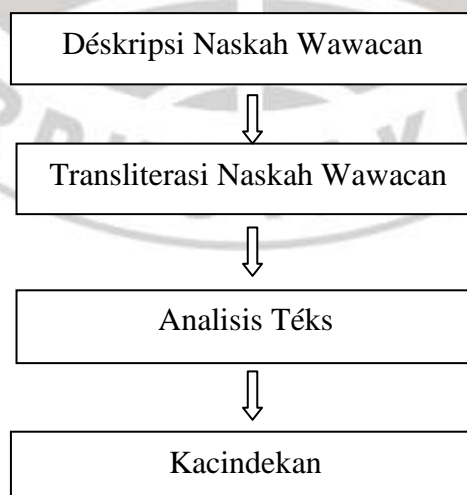 Déskripsi Naskah Wawacan
Transliterasi Naskah Wawacan
Analisis Téks
Kacindekan